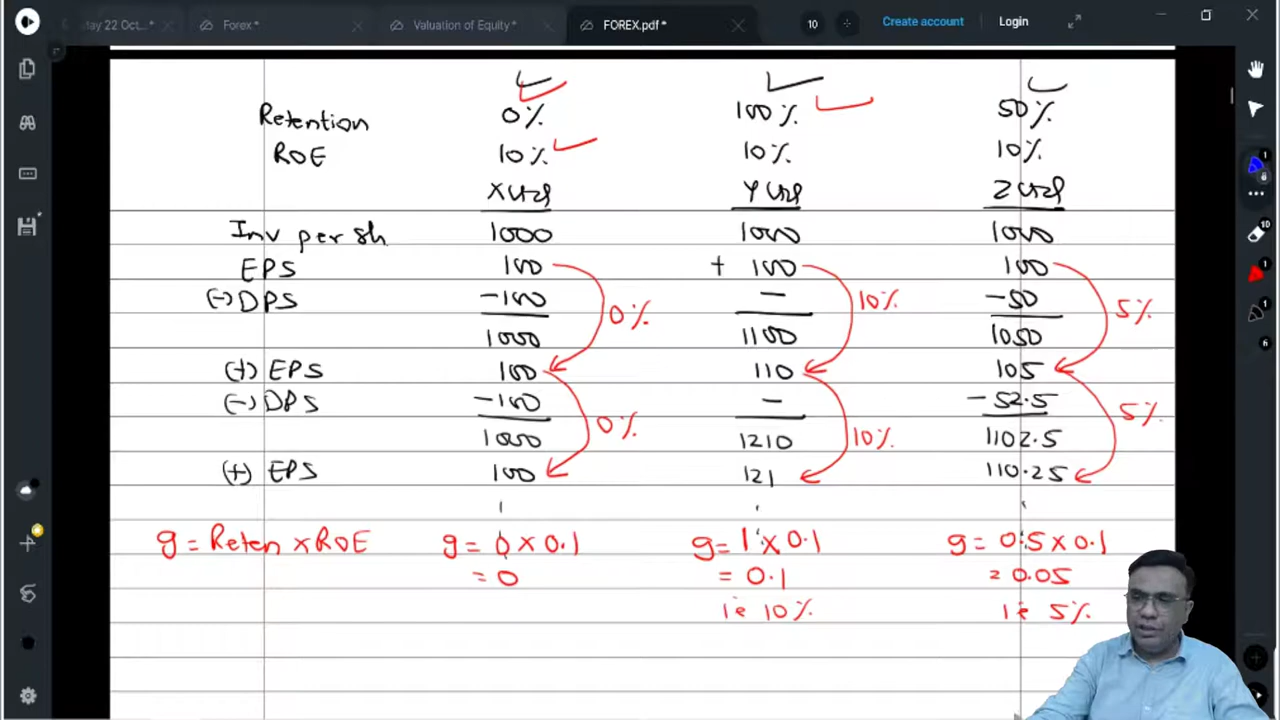 May 22 Oct...* Forex* Valuation of Equity* FOREX.pdf* 10 Create account Login
Retention 0% 100% 50%
ROE 10% 10% 10%
X Ltd Y Ltd Z Ltd
Inv per sh 1000 1000 1000
EPS 100 + 100 100
(-) DPS -100 — -50
0% 10% 5%
1000 1100 1050
(+) EPS 100 110 105
(-) DPS -100 — -52.5
0% 10% 5%
1000 1210 1102.5
(+) EPS 100 121 110.25
g = Reten x ROE g = 0 x 0.1 g = 1 x 0.1 g = 0.5 x 0.1
= 0 = 0.1 = 0.05
i.e 10% i.e 5%